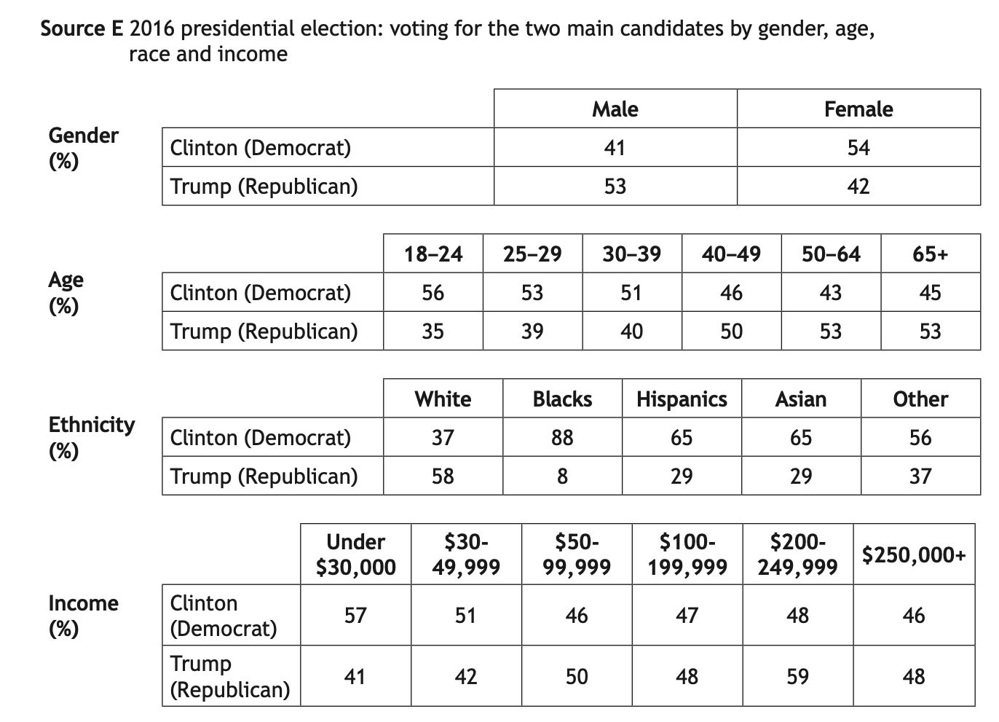 Source E 2016 presidential election: voting for the two main candidates by gender, age,
race and income
Gender
(%)
Male Female
Clinton (Democrat) 41 54
Trump (Republican) 53 42
Age
(%)
18–24 25–29 30–39 40–49 50–64 65+
Clinton (Democrat) 56 53 51 46 43 45
Trump (Republican) 35 39 40 50 53 53
Ethnicity
(%)
White Blacks Hispanics Asian Other
Clinton (Democrat) 37 88 65 65 56
Trump (Republican) 58 8 29 29 37
Income
(%)
Under $30- $50- $100- $200- $250,000+
$30,000 49,999 99,999 199,999 249,999
Clinton
(Democrat) 57 51 46 47 48 46
Trump
(Republican) 41 42 50 48 59 48